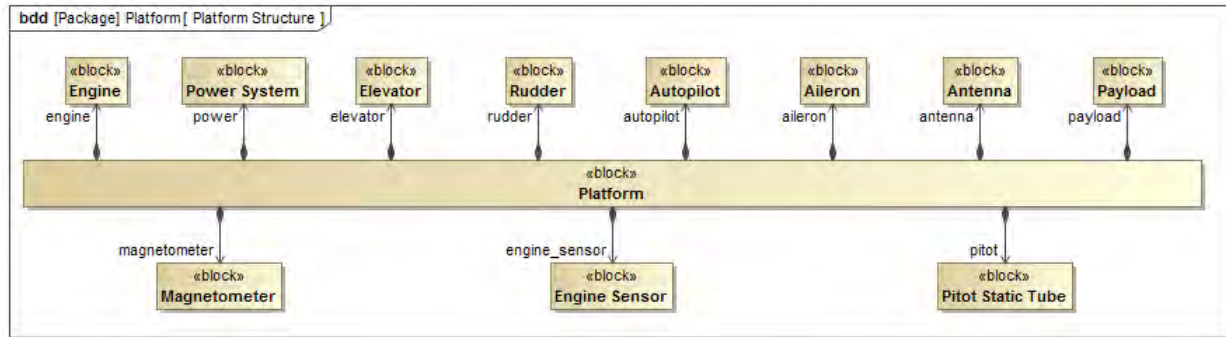 bdd [Package] Platform[ Platform Structure ]
«block» «block» «block» «block» «block» «block» «block» «block»
Engine Power System Elevator Rudder Autopilot Aileron Antenna Payload
engine power elevator rudder autopilot aileron antenna payload
«block»
Platform
magnetometer engine_sensor pitot
«block» «block» «block»
Magnetometer Engine Sensor Pitot Static Tube